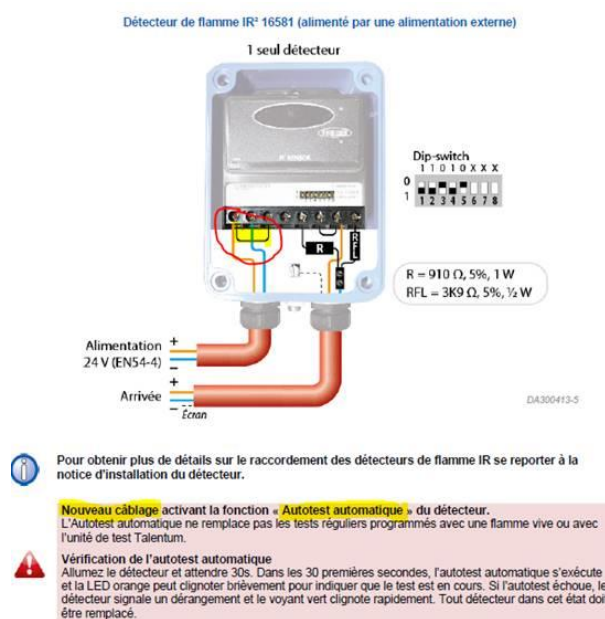 Détecteur de flamme IR³ 16581 (alimenté par une alimentation externe)
1 seul détecteur
IR SENSOR
Dip-switch
1 1 0 1 0 X X X
0
1
1 2 3 4 5 6 7 8
R
RFL
R = 910 Ω, 5%, 1 W
RFL = 3K9 Ω, 5%, ½ W
Alimentation +
24 V (EN54-4) –
+
Arrivée
–
Écran
DA300413-5
Pour obtenir plus de détails sur le raccordement des détecteurs de flamme IR se reporter à la
notice d'installation du détecteur.
Nouveau câblage activant la fonction « Autotest automatique » du détecteur.
L'Autotest automatique ne remplace pas les tests réguliers programmés avec une flamme vive ou avec
l'unité de test Talentum.
Vérification de l'autotest automatique
Allumez le détecteur et attendre 30s. Dans les 30 premières secondes, l'autotest automatique s'exécute
et la LED orange peut clignoter brièvement pour indiquer que le test est en cours. Si l'autotest échoue, le
détecteur signale un dérangement et le voyant vert clignote rapidement. Tout détecteur dans cet état doit
être remplacé.